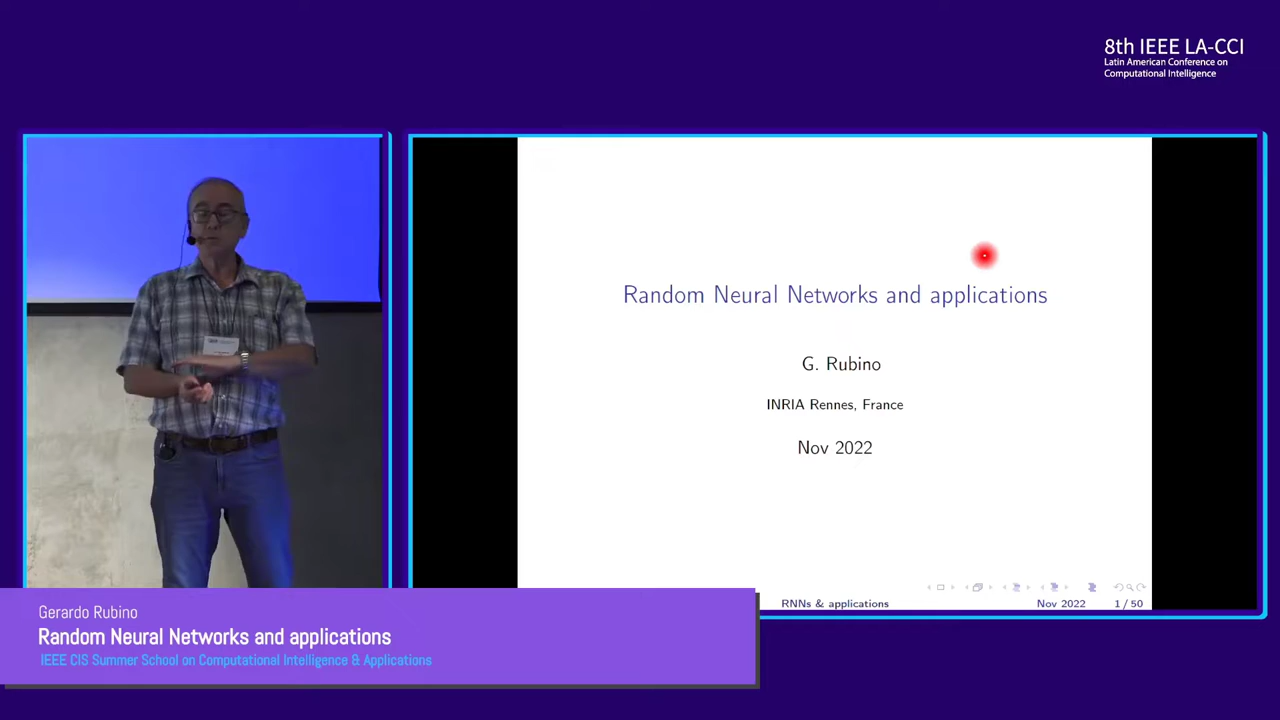 8th IEEE LA-CCI
Latin American Conference on
Computational Intelligence
Random Neural Networks and applications
G. Rubino
INRIA Rennes, France
Nov 2022
RNNs & applications
Nov 2022
1 / 50
Gerardo Rubino
Random Neural Networks and applications
IEEE CIS Summer School on Computational Intelligence & Applications